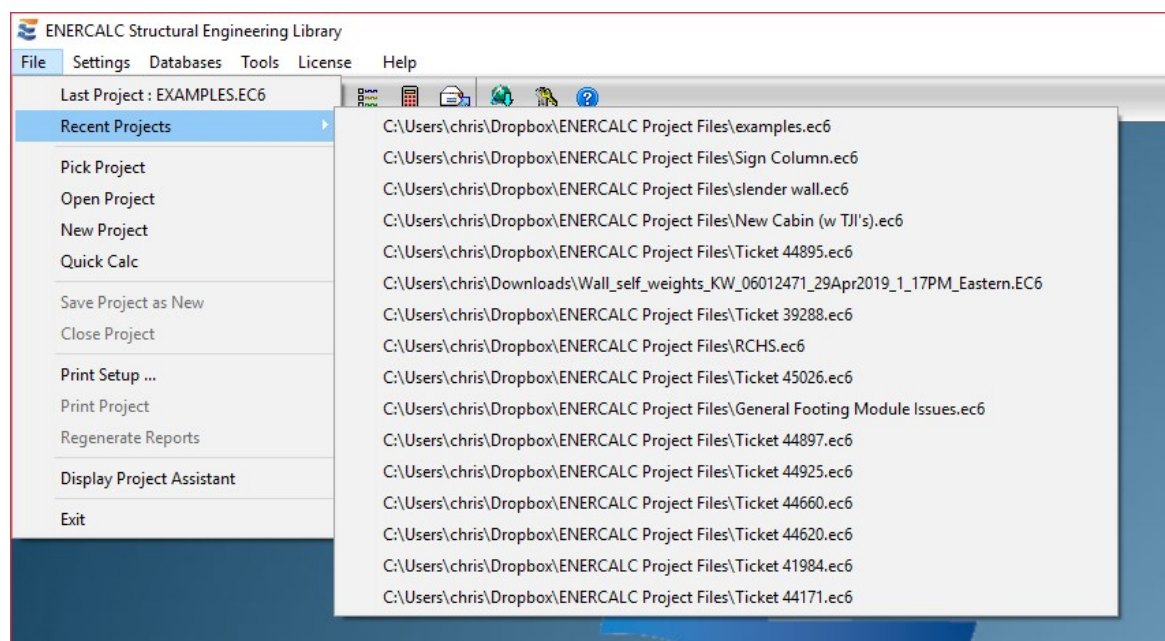 ENERCALC Structural Engineering Library
File Settings Databases Tools License Help
Last Project : EXAMPLES.EC6
Recent Projects
Pick Project
Open Project
New Project
Quick Calc
Save Project as New
Close Project
Print Setup ...
Print Project
Regenerate Reports
Display Project Assistant
Exit
C:\Users\chris\Dropbox\ENERCALC Project Files\examples.ec6
C:\Users\chris\Dropbox\ENERCALC Project Files\Sign Column.ec6
C:\Users\chris\Dropbox\ENERCALC Project Files\slender wall.ec6
C:\Users\chris\Dropbox\ENERCALC Project Files\New Cabin (w TJI's).ec6
C:\Users\chris\Dropbox\ENERCALC Project Files\Ticket 44895.ec6
C:\Users\chris\Downloads\Wall_self_weights_KW_06012471_29Apr2019_1_17PM_Eastern.EC6
C:\Users\chris\Dropbox\ENERCALC Project Files\Ticket 39288.ec6
C:\Users\chris\Dropbox\ENERCALC Project Files\RCHS.ec6
C:\Users\chris\Dropbox\ENERCALC Project Files\Ticket 45026.ec6
C:\Users\chris\Dropbox\ENERCALC Project Files\General Footing Module Issues.ec6
C:\Users\chris\Dropbox\ENERCALC Project Files\Ticket 44897.ec6
C:\Users\chris\Dropbox\ENERCALC Project Files\Ticket 44925.ec6
C:\Users\chris\Dropbox\ENERCALC Project Files\Ticket 44660.ec6
C:\Users\chris\Dropbox\ENERCALC Project Files\Ticket 44620.ec6
C:\Users\chris\Dropbox\ENERCALC Project Files\Ticket 41984.ec6
C:\Users\chris\Dropbox\ENERCALC Project Files\Ticket 44171.ec6